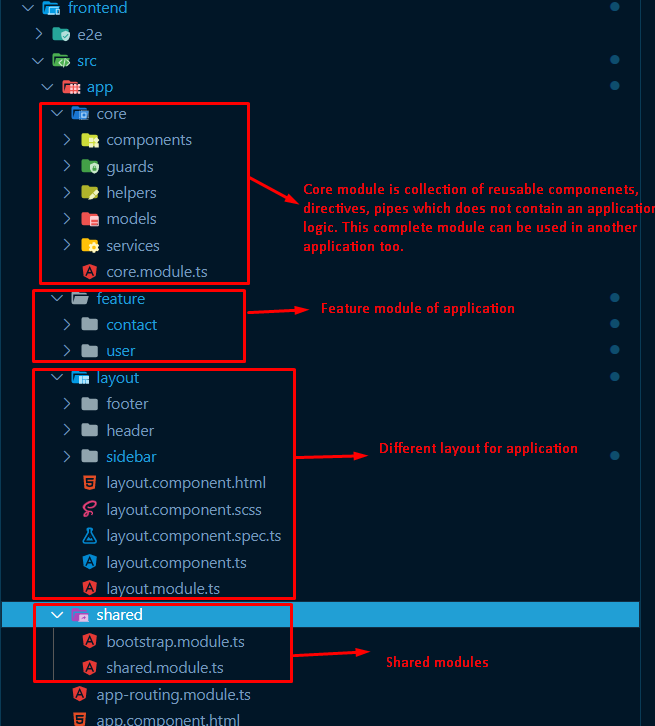 frontend
e2e
src
app
core
components
guards
helpers
models
services
core.module.ts
Core module is collection of reusable componenets,
directives, pipes which does not contain an application
logic. This complete module can be used in another
application too.
feature
contact
user
Feature module of application
layout
footer
header
sidebar
layout.component.html
layout.component.scss
layout.component.spec.ts
layout.component.ts
layout.module.ts
Different layout for application
shared
bootstrap.module.ts
shared.module.ts
Shared modules
app-routing.module.ts
app.component.html